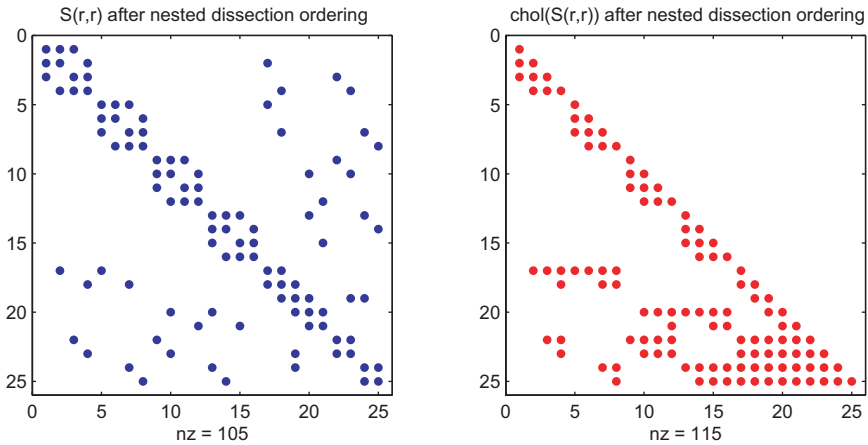 S(r,r) after nested dissection ordering
0
5
10
15
20
25
0 5 10 15 20 25
nz = 105
chol(S(r,r)) after nested dissection ordering
0
5
10
15
20
25
0 5 10 15 20 25
nz = 115